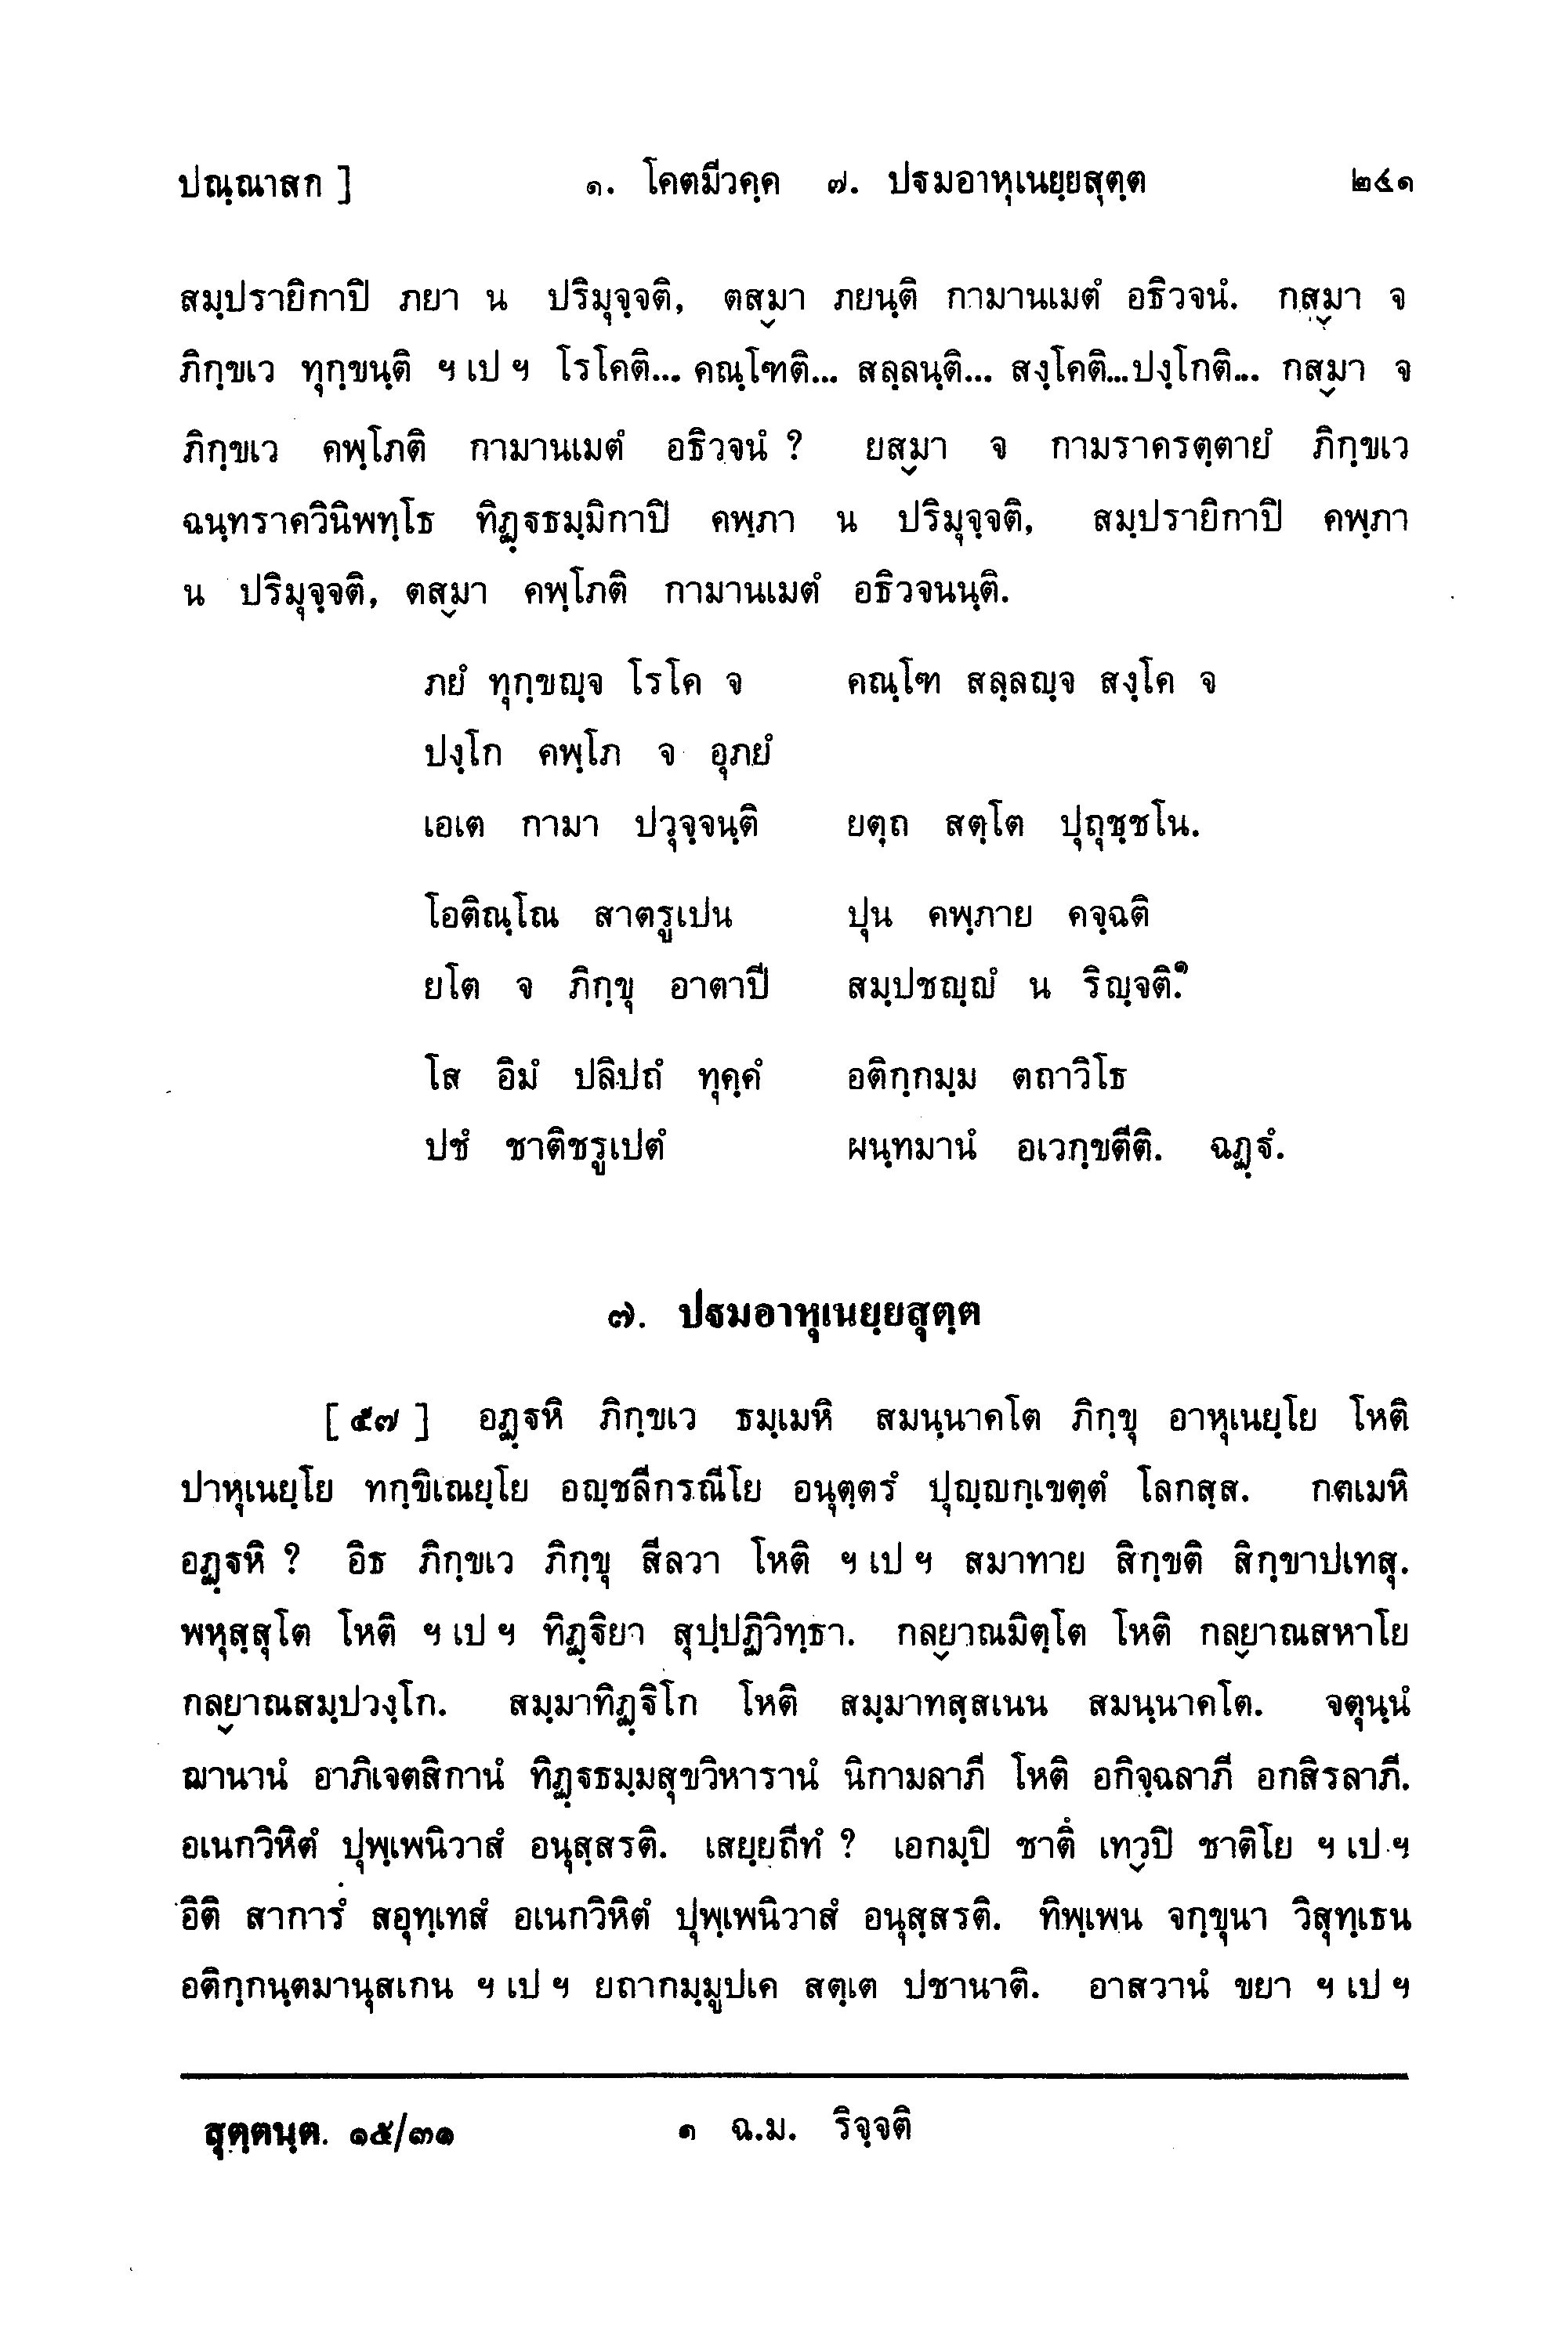 ปณฺณาสก ] ๑. โคตมีวคฺค ๗. ปฐมอาหุเนยฺยสุตฺต ๒๔๑
สมฺปรายิกาปิ ภยา น ปริมุจฺจติ, ตสฺมา ภยนฺติ กามานเมตํ อธิวจนํ. กสฺมา จ
ภิกฺขเว ทุกฺขนฺติ ฯ เป ฯ โรโคติ... คณฺโฑติ... สลฺลนฺติ... สงฺโคติ...ปงฺโกติ... กสฺมา จ
ภิกฺขเว คพฺโภติ กามานเมตํ อธิวจนํ ? ยสฺมา จ กามราครตฺตายํ ภิกฺขเว
ฉนฺทราควินิพทฺโธ ทิฏฺฐธมฺมิกาปิ คพฺภา น ปริมุจฺจติ, สมฺปรายิกาปิ คพฺภา
น ปริมุจฺจติ, ตสฺมา คพฺโภติ กามานเมตํ อธิวจนนฺติ.
ภยํ ทุกฺขญฺจ โรโค จ คณฺโฑ สลฺลญฺจ สงฺโค จ
ปงฺโก คพฺโภ จ อุภยํ
เอเต กามา ปวุจฺจนฺติ ยตฺถ สตฺโต ปุถุชฺชโน.
โอติณฺโณ สาตรูเปน ปุน คพฺภาย คจฺฉติ
ยโต จ ภิกฺขุ อาตาปี สมฺปชญฺญํ น ริญฺจติ.๑
โส อิมํ ปลิปถํ ทุคฺคํ อติกฺกมฺม ตถาวิโธ
ปชํ ชาติชรูเปตํ ผนฺทมานํ อเวกฺขตีติ. ฉฏฺฐํ.
๗. ปฐมอาหุเนยฺยสุตฺต
[ ๕๗ ] อฏฺฐหิ ภิกฺขเว ธมฺเมหิ สมนฺนาคโต ภิกฺขุ อาหุเนยฺโย โหติ
ปาหุเนยฺโย ทกฺขิเณยฺโย อญฺชลีกรณีโย อนุตฺตรํ ปุญฺญกฺเขตฺตํ โลกสฺส. กตเมหิ
อฏฺฐหิ ? อิธ ภิกฺขเว ภิกฺขุ สีลวา โหติ ฯ เป ฯ สมาทาย สิกฺขติ สิกฺขาปเทสุ.
พหุสฺสุโต โหติ ฯ เป ฯ ทิฏฺฐิยา สุปฺปฏิวิทฺธา. กลฺยาณมิตฺโต โหติ กลฺยาณสหาโย
กลฺยาณสมฺปวงฺโก. สมฺมาทิฏฺฐิโก โหติ สมฺมาทสฺสเนน สมนฺนาคโต. จตุนฺนํ
ฌานานํ อาภิเจตสิกานํ ทิฏฺฐธมฺมสุขวิหารานํ นิกามลาภี โหติ อกิจฺฉลาภี อกสิรลาภี.
อเนกวิหิตํ ปุพฺเพนิวาสํ อนุสฺสรติ. เสยฺยถีทํ ? เอกมฺปิ ชาตึ เทฺวปิ ชาติโย ฯ เป ฯ
อิติ สาการํ สอุทฺเทสํ อเนกวิหิตํ ปุพฺเพนิวาสํ อนุสฺสรติ. ทิพฺเพน จกฺขุนา วิสุทฺเธน
อติกฺกนฺตมานุสเกน ฯ เป ฯ ยถากมฺมูปเค สตฺเต ปชานาติ. อาสวานํ ขยา ฯ เป ฯ
สุตฺตนฺต. ๑๕/๓๑ ๑ ฉ.ม. ริจฺจติ